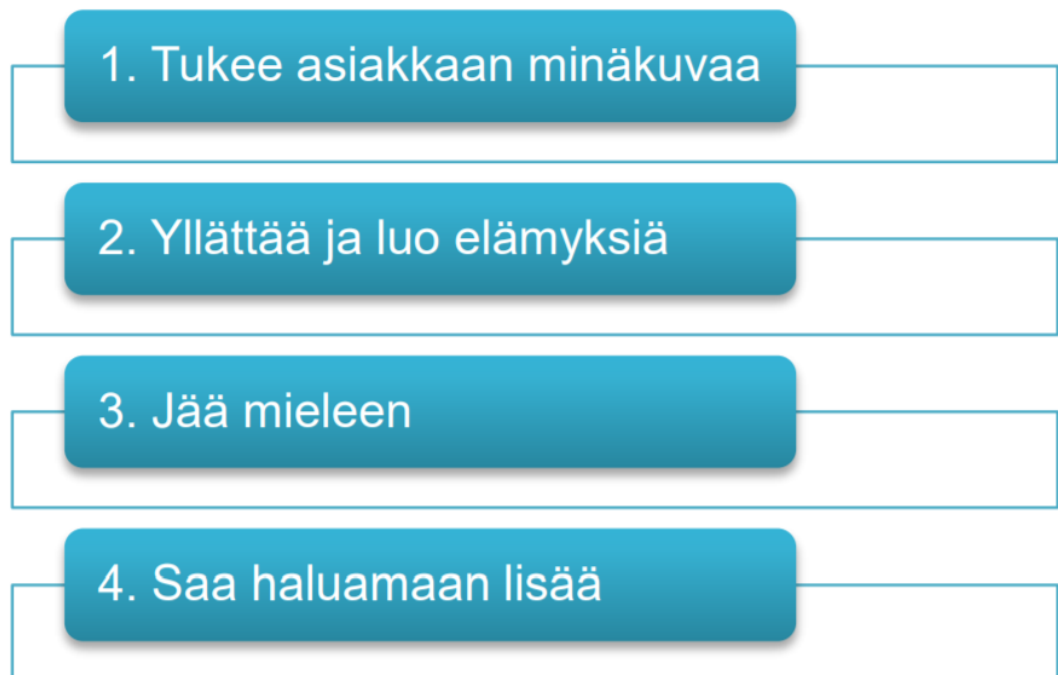 1. Tukee asiakkaan minäkuvaa
2. Yllättää ja luo elämyksiä
3. Jää mieleen
4. Saa haluamaan lisää